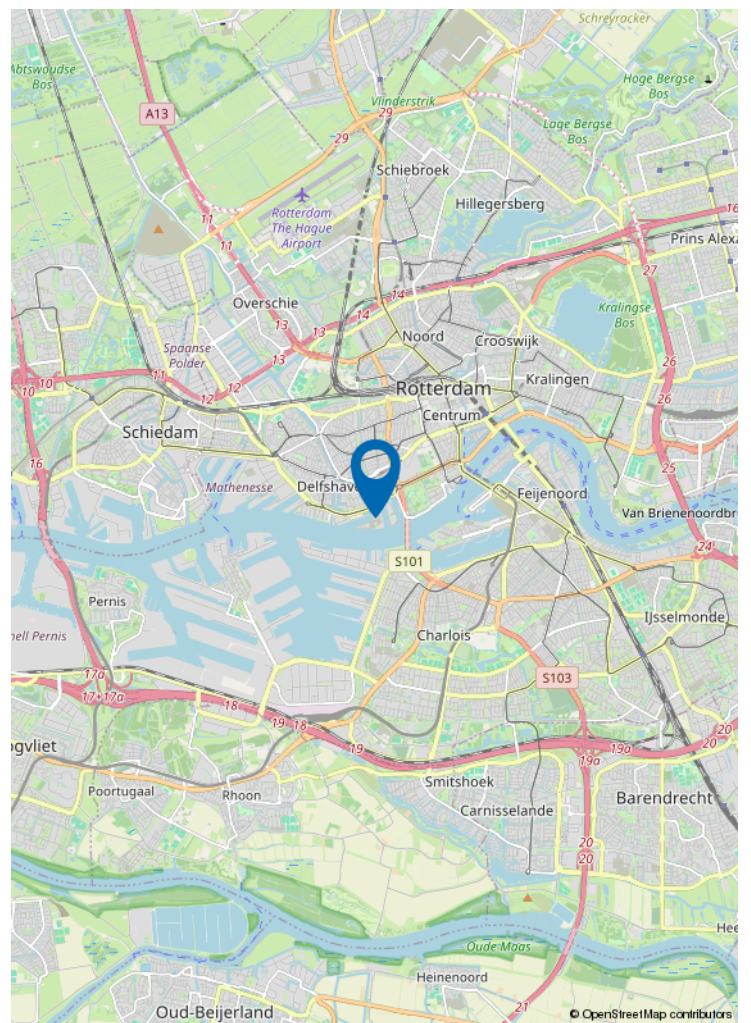 Schreyracker
Abtswoudse
Bos
Hoge Bergse
Bos
Vlinderstrik
A13
29
Lage Bergse
Bos
29
Schiebroek
Hillegersberg
11
Rotterdam
The Hague
Airport
16
11
Prins Alexa
27
Overschie
14
14
Kralingse
Bos
13
13
Noord
Crooswijk
Spaanse
Polder
13
26
10
10
11
12
12
Rotterdam
Kralingen
26
Centrum
Schiedam
16
25
Mathenesse
Delfshave
Feijenoord
Van Brienenoordbr
24
S101
Pernis
IJsselmonde
nell Pernis
Charlois
17a
S103
17+17a
18
19
18
20
ogvliet
19
19a
20
19a
Poortugaal
Rhoon
Smitshoek
Barendrecht
Carnisselande
20
20
Hee
Oude Maas
Heinenoord
21
Oud-Beijerland
© OpenStreetMap contributors